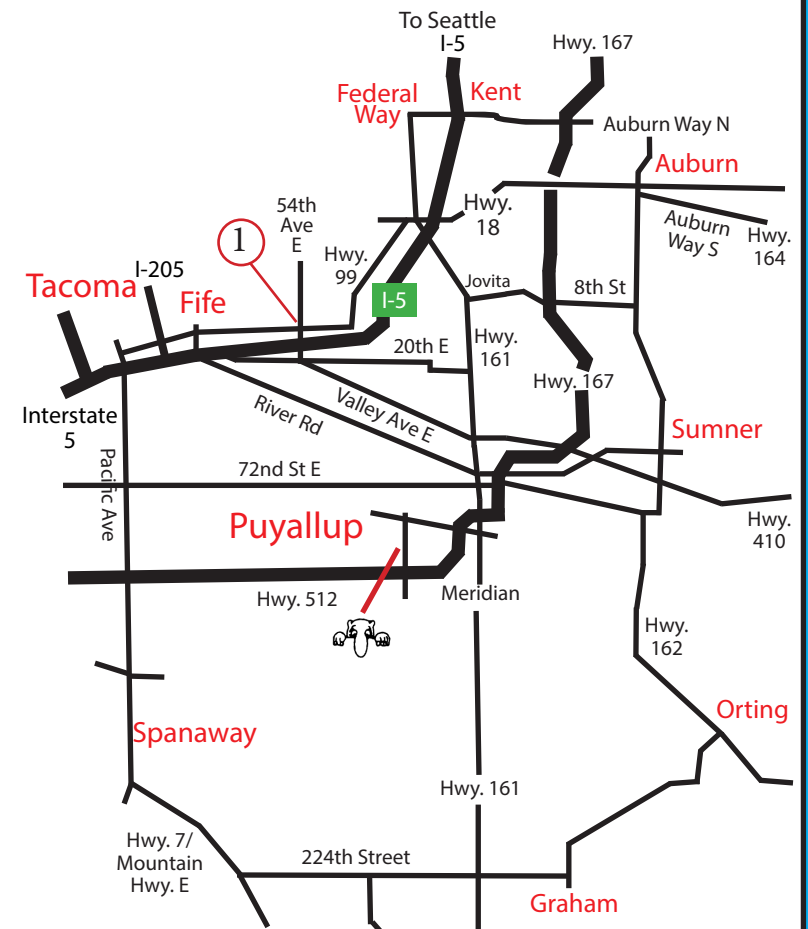 To Seattle
I-5
Hwy. 167
Federal
Way
Kent
Auburn Way N
Auburn
54th
Ave
E
Hwy.
18
Auburn
Way S
Hwy.
164
1
Hwy.
99
I-205
Tacoma
Fife
I-5
Jovita
8th St
20th E
Hwy.
161
Hwy. 167
Interstate
5
River Rd
Valley Ave E
Sumner
Pacific Ave
72nd St E
Puyallup
Hwy.
410
Hwy. 512
Meridian
Hwy.
162
Orting
Spanaway
Hwy. 161
Hwy. 7/
Mountain
Hwy. E
224th Street
Graham